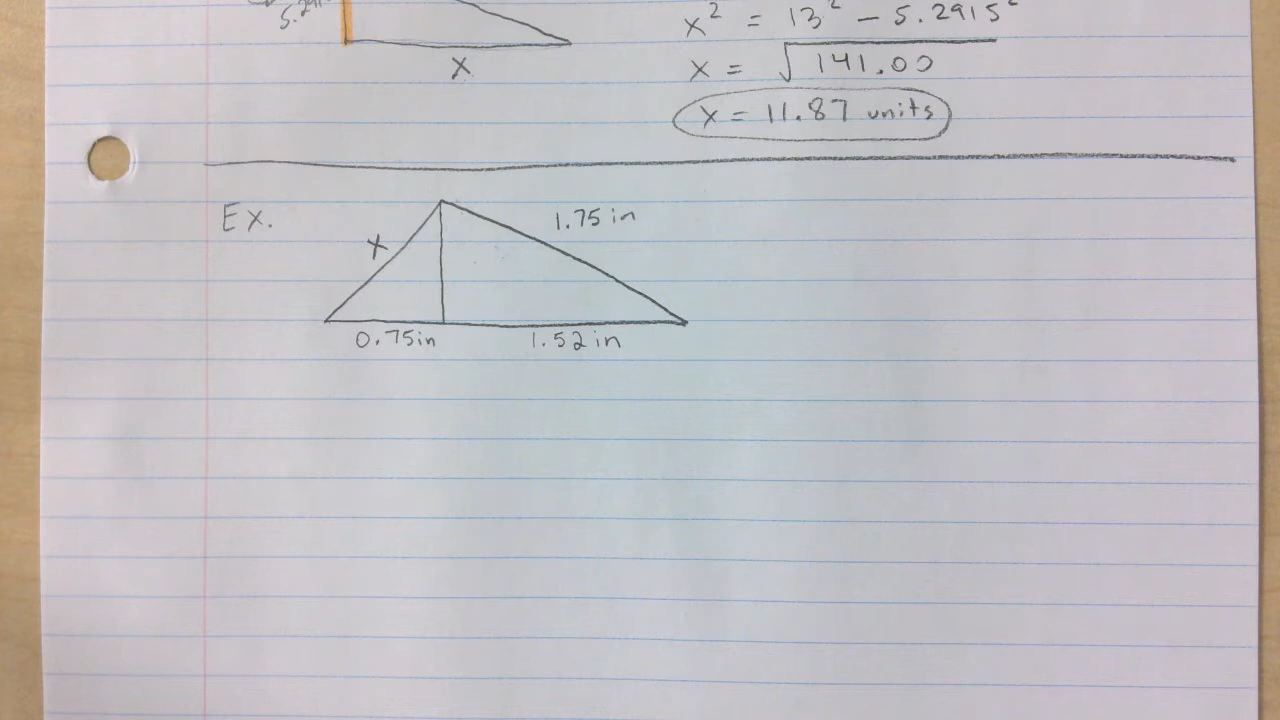 x² = 13² - 5.2915²
x
x = √141.00
x = 11.87 units
Ex.
1.75 in
x
0.75in
1.52 in